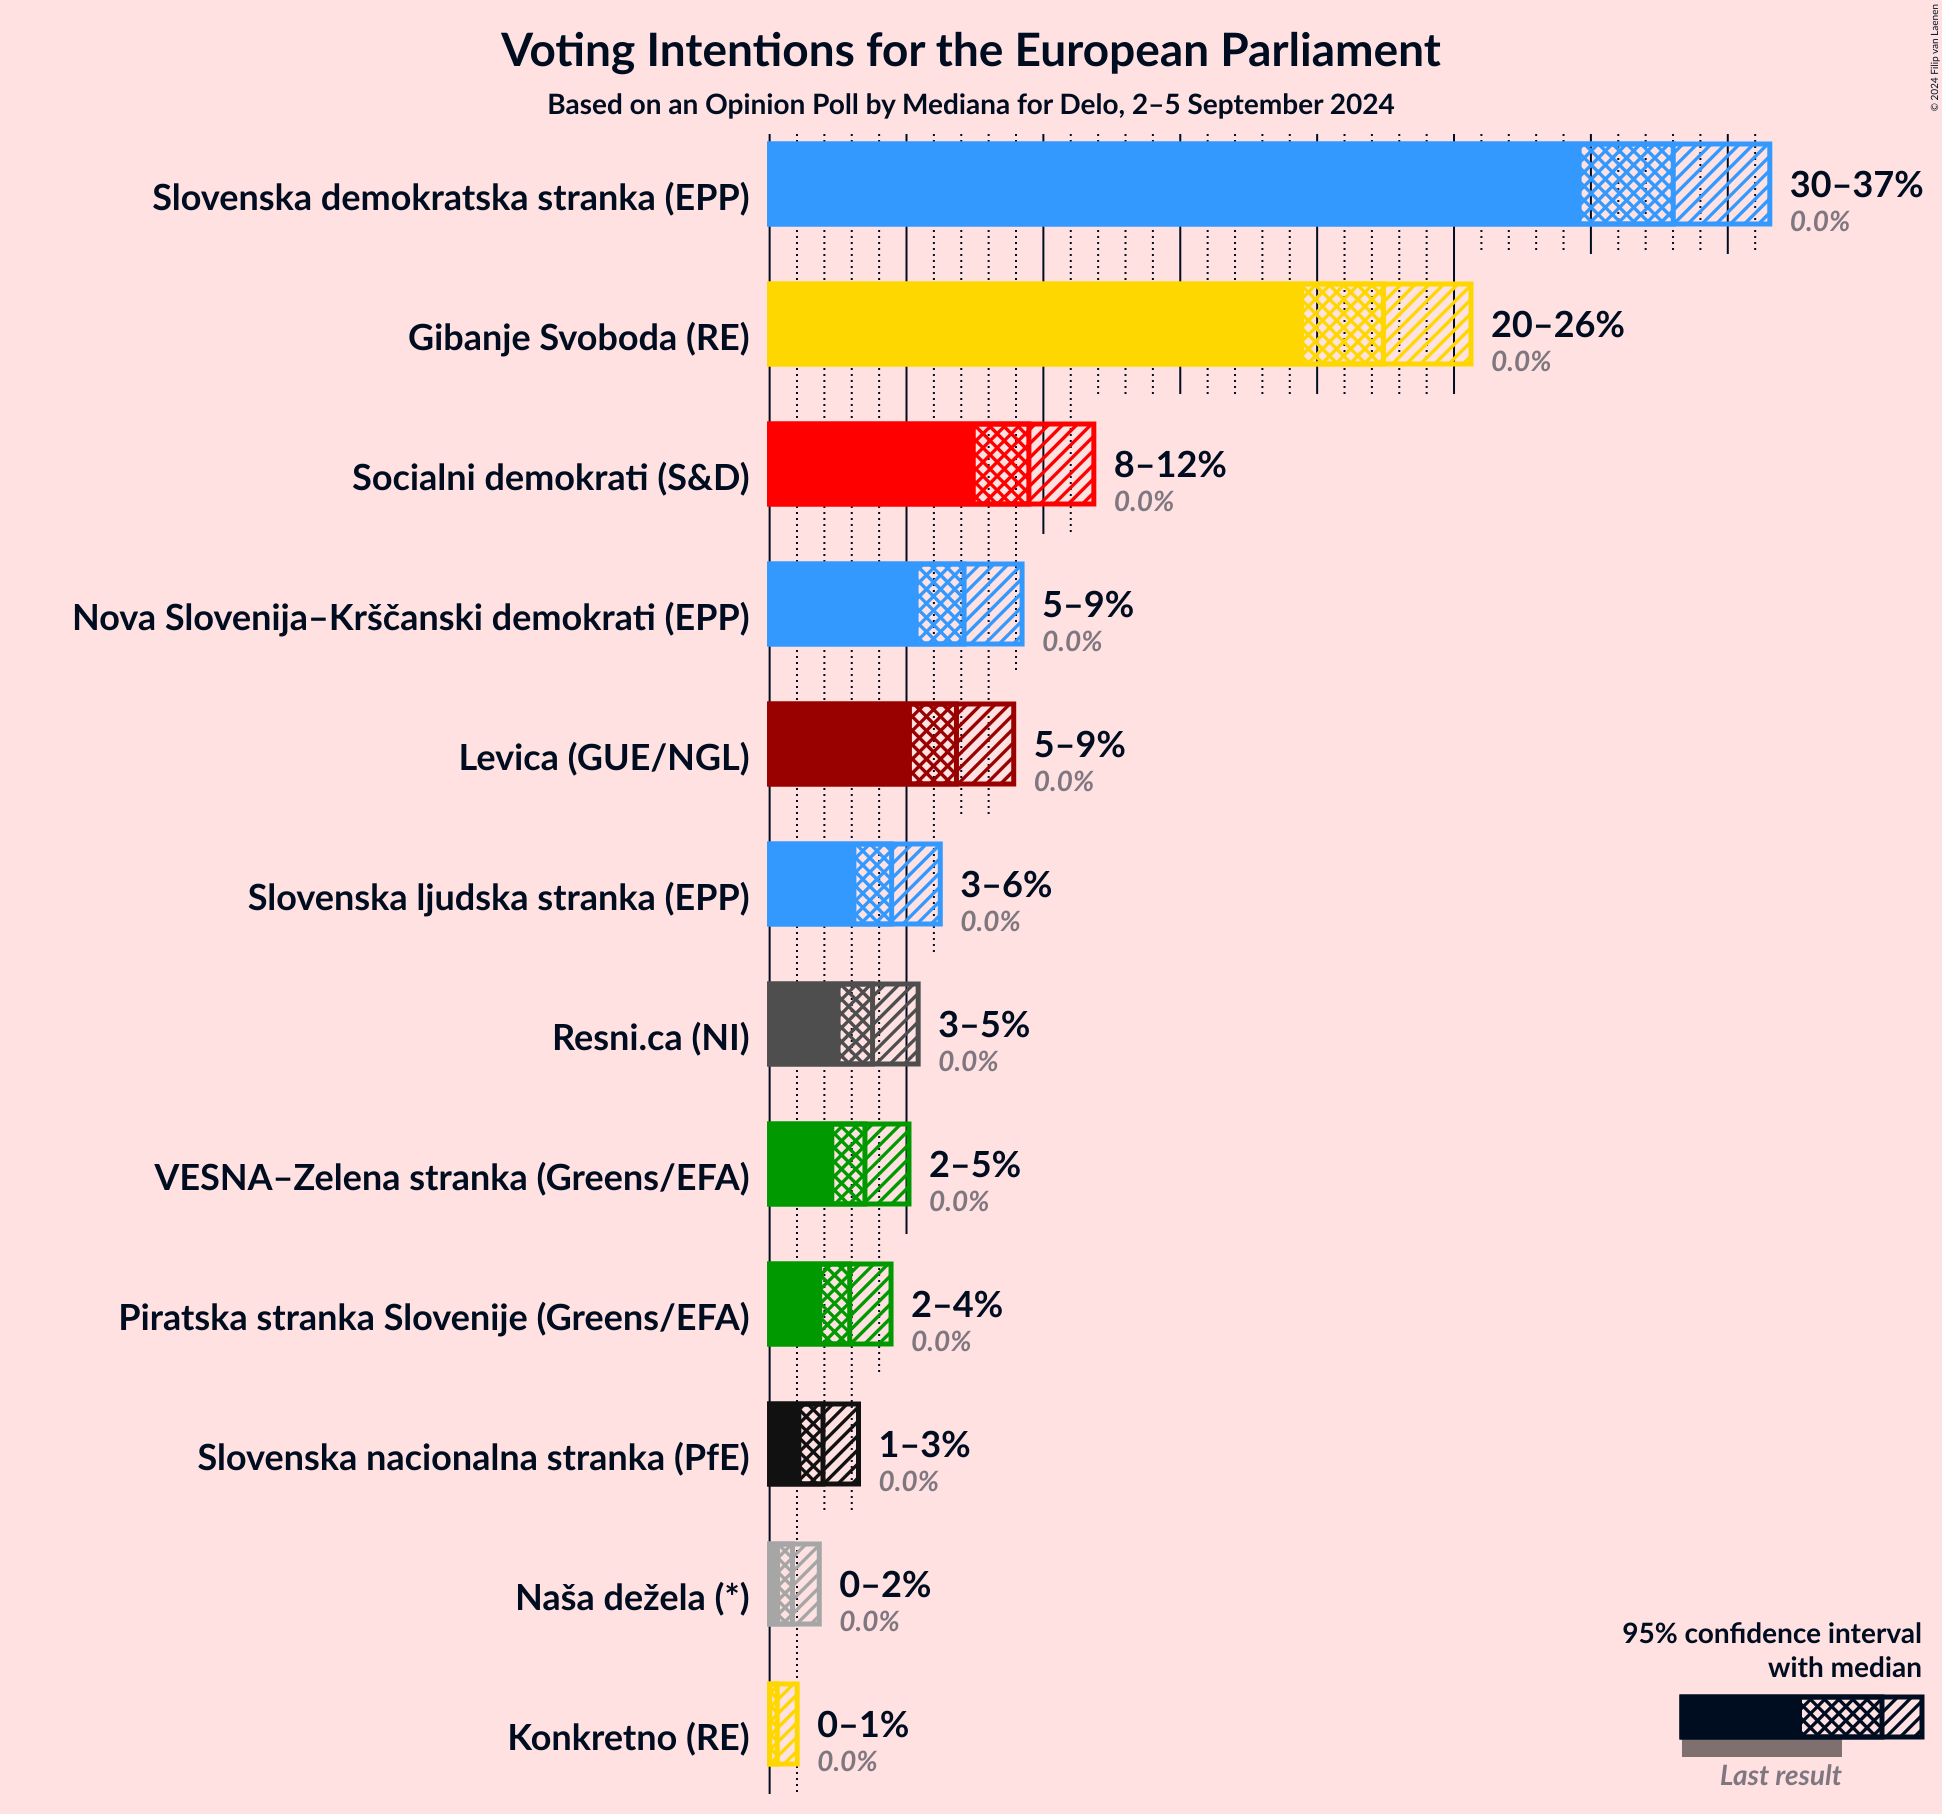 Voting Intentions for the European Parliament
Based on an Opinion Poll by Mediana for Delo, 2–5 September 2024
© 2024 Filip van Laenen
Slovenska demokratska stranka (EPP)
30–37%
0.0%
Gibanje Svoboda (RE)
20–26%
0.0%
Socialni demokrati (S&D)
8–12%
0.0%
Nova Slovenija–Krščanski demokrati (EPP)
5–9%
0.0%
Levica (GUE/NGL)
5–9%
0.0%
Slovenska ljudska stranka (EPP)
3–6%
0.0%
Resni.ca (NI)
3–5%
0.0%
VESNA–Zelena stranka (Greens/EFA)
2–5%
0.0%
Piratska stranka Slovenije (Greens/EFA)
2–4%
0.0%
Slovenska nacionalna stranka (PfE)
1–3%
0.0%
Naša dežela (*)
0–2%
0.0%
Konkretno (RE)
0–1%
0.0%
95% confidence interval
with median
Last result